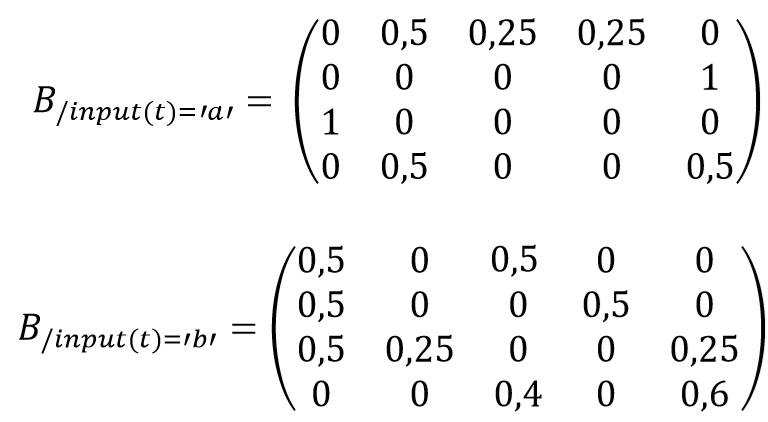 0 0,5 0,25 0,25 0
0 0 0 0 1
B/input(t)=′a′ =
1 0 0 0 0
0 0,5 0 0 0,5
0,5 0 0,5 0 0
0,5 0 0 0,5 0
B/input(t)=′b′ =
0,5 0,25 0 0 0,25
0 0 0,4 0 0,6